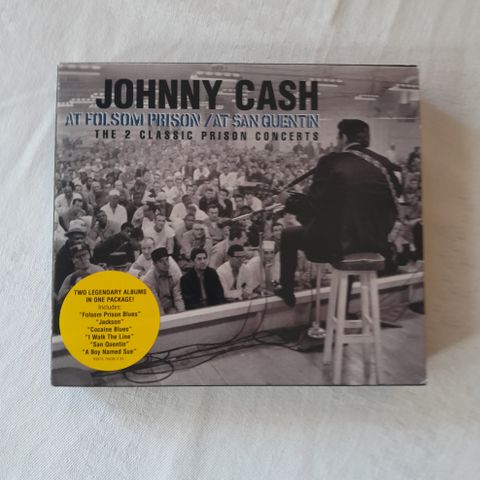 JOHNNY CASH
AT FOLSOM PRISON / AT SAN QUENTIN
THE 2 CLASSIC PRISON CONCERTS
TWO LEGENDARY ALBUMS
IN ONE PACKAGE!
Includes:
"Folsom Prison Blues"
"Jackson"
"Cocaine Blues"
"I Walk The Line"
"San Quentin"
"A Boy Named Sue"